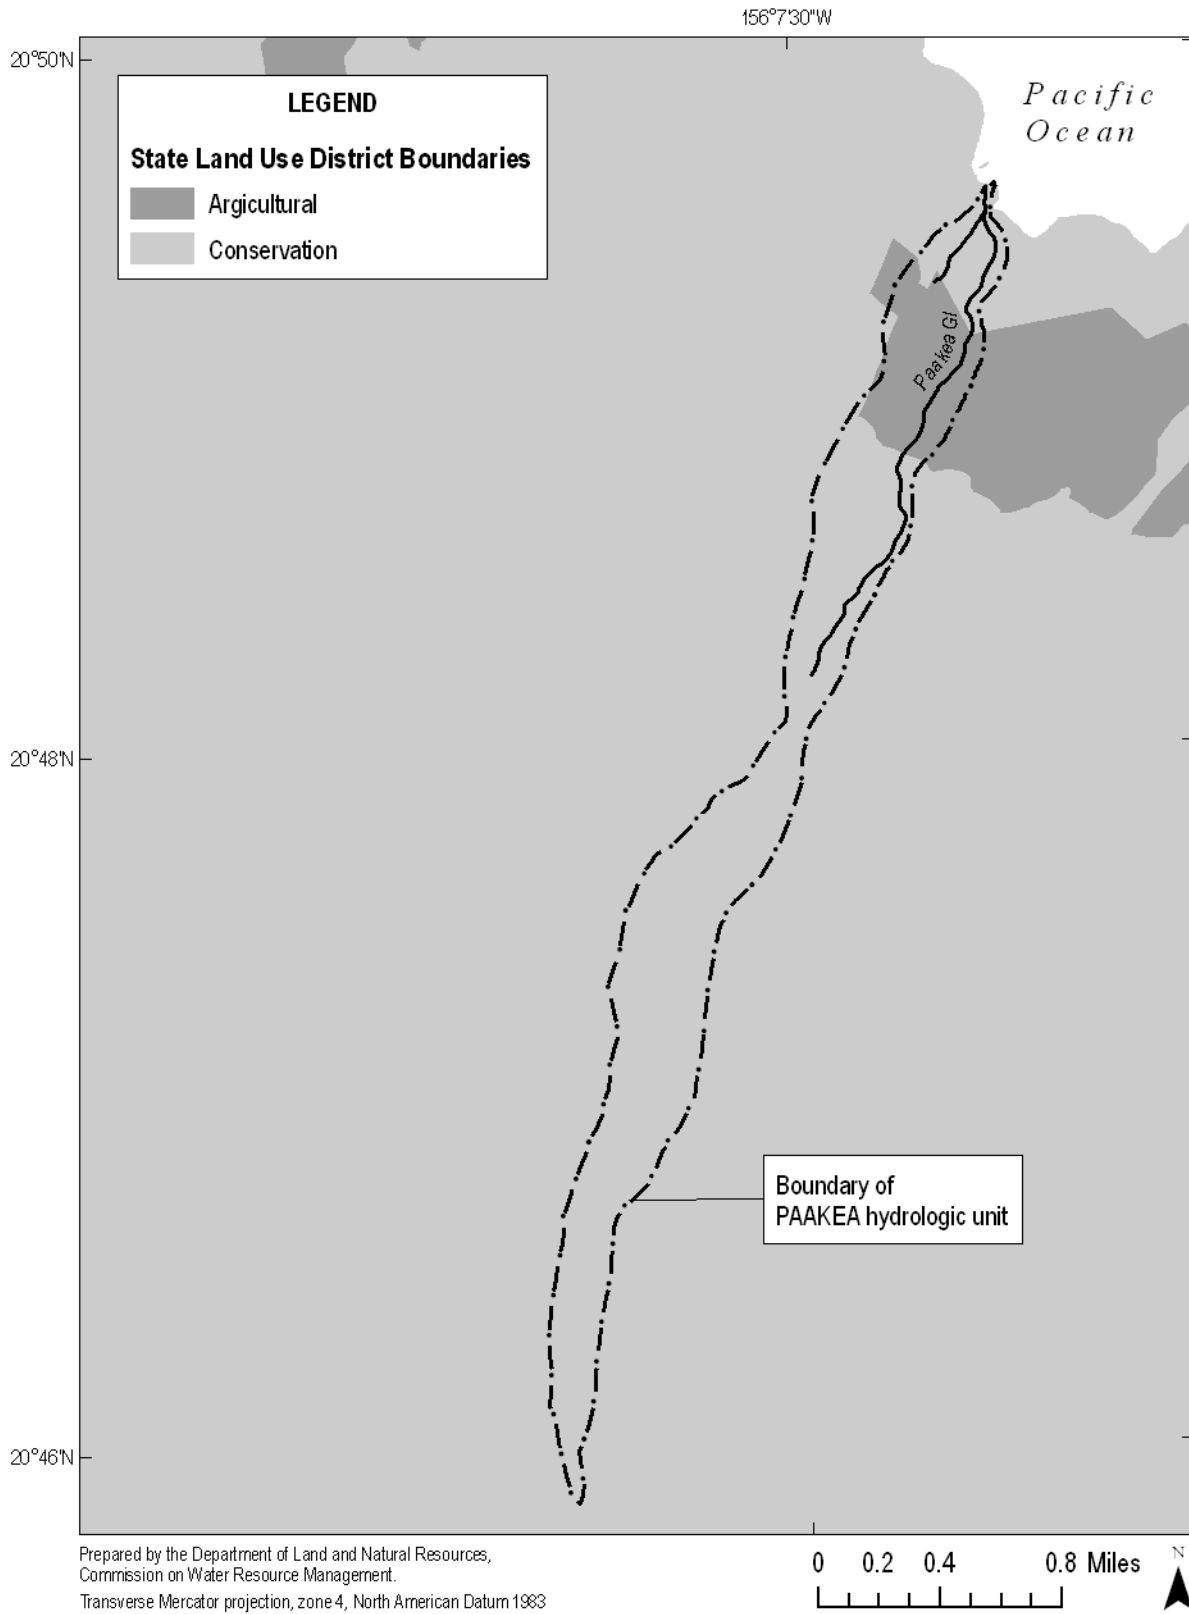 156°7'30"W
20°50'N
Pacific
Ocean
LEGEND
State Land Use District Boundaries
Argicultural
Conservation
Paakea Gl
20°48'N
Boundary of
PAAKEA hydrologic unit
20°46'N
Prepared by the Department of Land and Natural Resources,
Commission on Water Resource Management.
Transverse Mercator projection, zone 4, North American Datum 1983
0 0.2 0.4 0.8 Miles
N